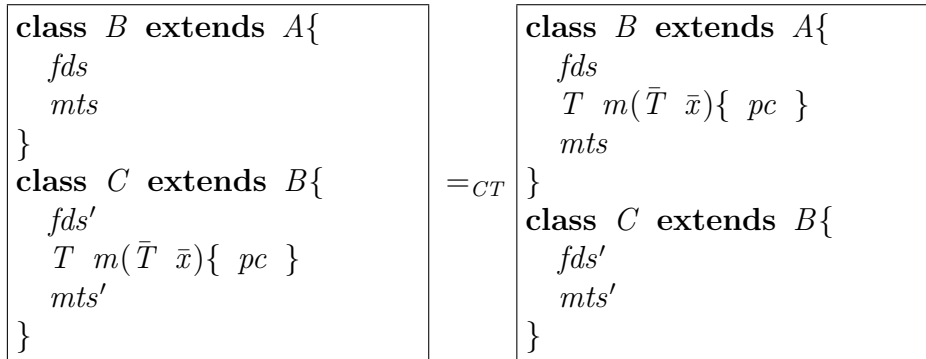 class B extends A{
fds
mts
}
class C extends B{
fds'
T m(T̄ x̄){ pc }
mts'
}
=CT
class B extends A{
fds
T m(T̄ x̄){ pc }
mts
}
class C extends B{
fds'
mts'
}